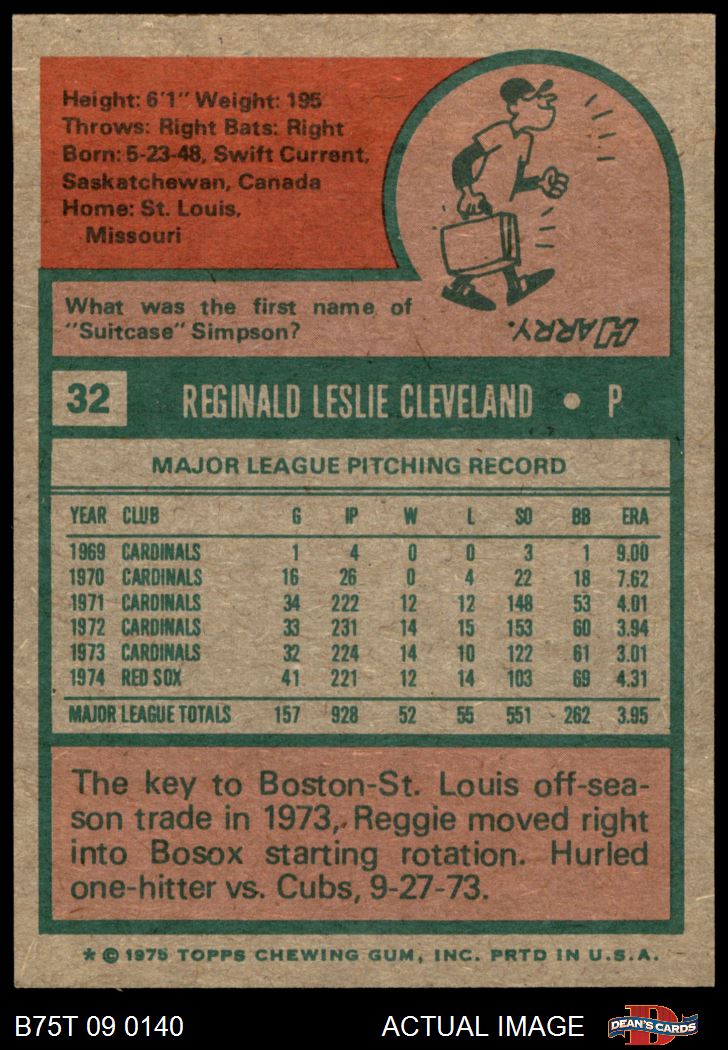 Height: 6'1" Weight: 195
Throws: Right Bats: Right
Born: 5-23-48, Swift Current,
Saskatchewan, Canada
Home: St. Louis,
Missouri
What was the first name of
"Suitcase" Simpson?
HARRY.
32 REGINALD LESLIE CLEVELAND • P
MAJOR LEAGUE PITCHING RECORD
YEAR CLUB G IP W L SO BB ERA
1969 CARDINALS 1 4 0 0 3 1 9.00
1970 CARDINALS 16 26 0 4 22 18 7.62
1971 CARDINALS 34 222 12 12 148 53 4.01
1972 CARDINALS 33 231 14 15 153 60 3.94
1973 CARDINALS 32 224 14 10 122 61 3.01
1974 RED SOX 41 221 12 14 103 69 4.31
MAJOR LEAGUE TOTALS 157 928 52 55 551 262 3.95
The key to Boston-St. Louis off-sea-
son trade in 1973, Reggie moved right
into Bosox starting rotation. Hurled
one-hitter vs. Cubs, 9-27-73.
* © 1975 TOPPS CHEWING GUM, INC. PRTD IN U.S.A.
B75T 09 0140 ACTUAL IMAGE D DEAN'S CARDS